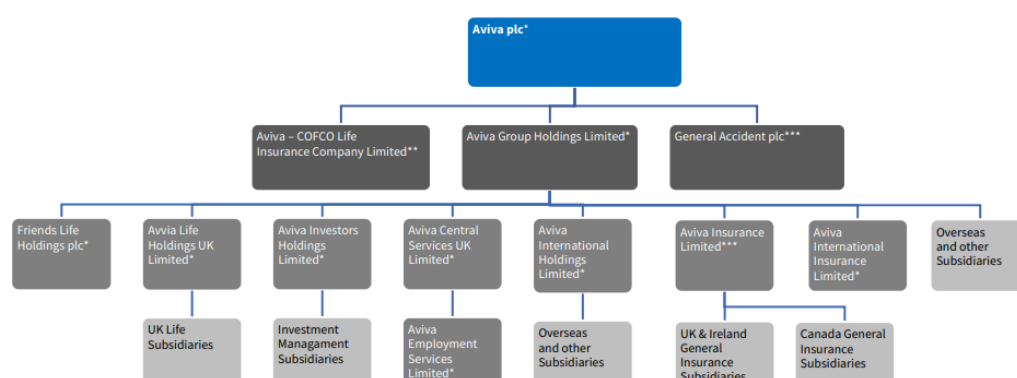 Aviva plc*
Aviva – COFCO Life
Insurance Company Limited**
Aviva Group Holdings Limited*
General Accident plc***
Friends Life
Holdings plc*
Avvia Life
Holdings UK
Limited*
Aviva Investors
Holdings
Limited*
Aviva Central
Services UK
Limited*
Aviva
International
Holdings
Limited*
Aviva Insurance
Limited***
Aviva
International
Insurance
Limited*
Overseas
and other
Subsidiaries
UK Life
Subsidiaries
Investment
Managament
Subsidiaries
Aviva
Employment
Services
Limited*
Overseas
and other
Subsidiaries
UK & Ireland
General
Insurance
Subsidiaries
Canada General
Insurance
Subsidiaries